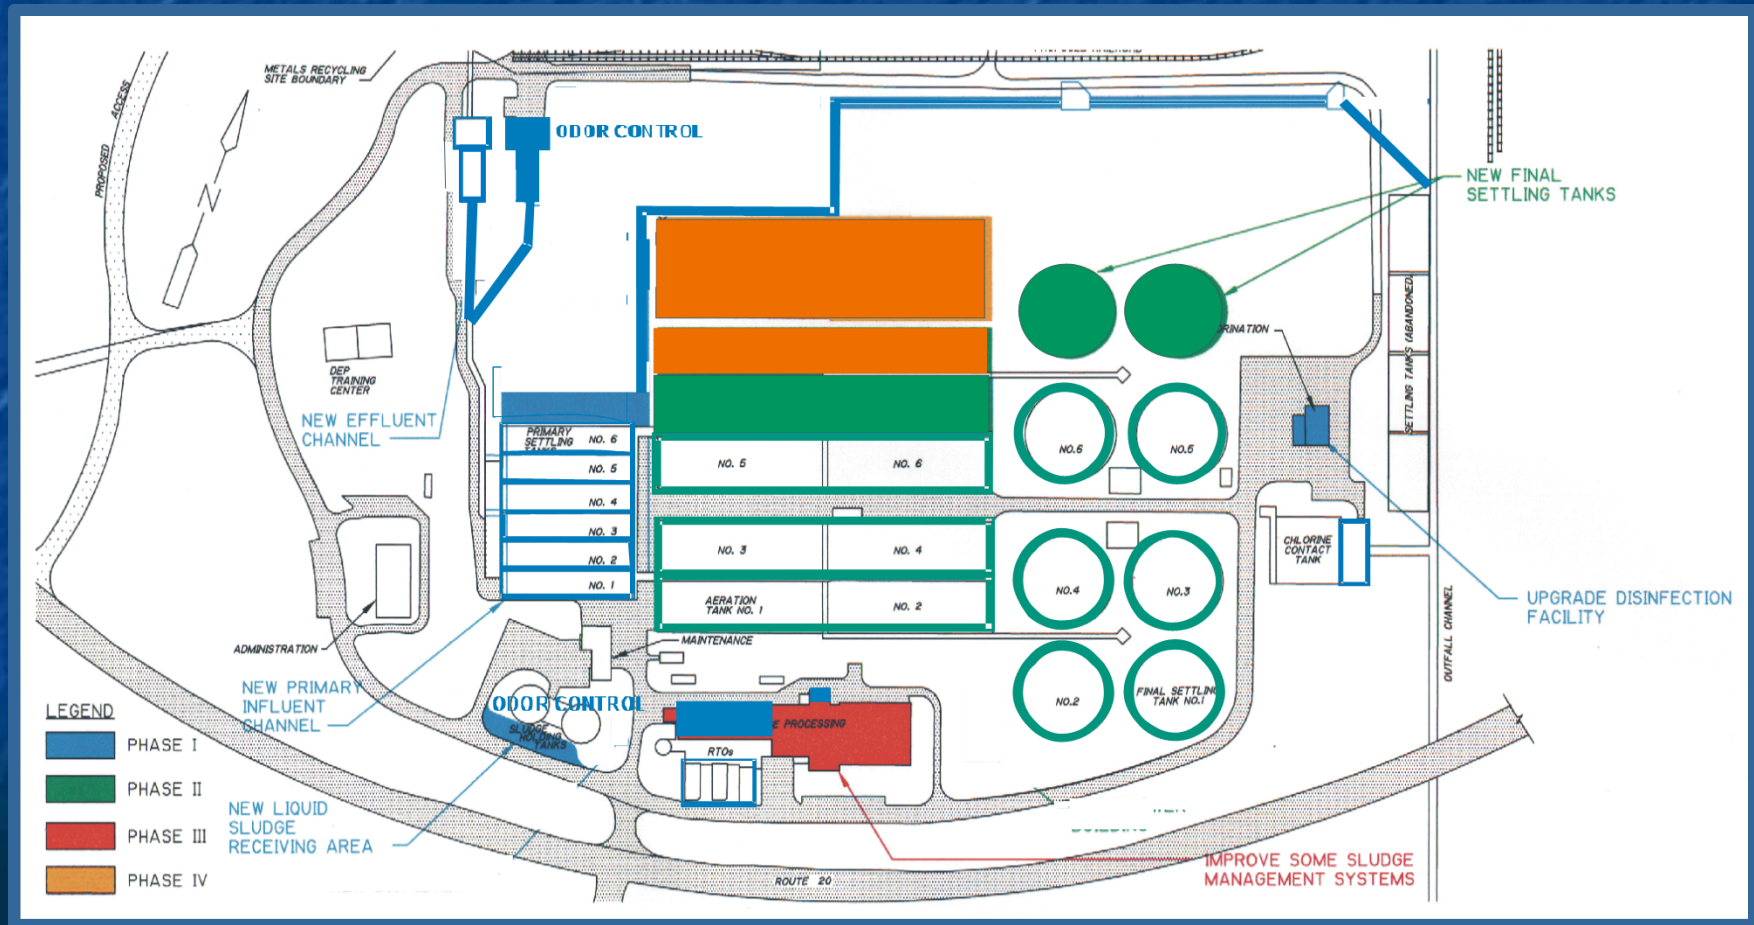 METALS RECYCLING
SITE BOUNDARY
PROPOSED ACCESS
N
ODOR CONTROL
NEW FINAL
SETTLING TANKS
DEP
TRAINING
CENTER
NEW EFFLUENT
CHANNEL
PRIMARY
SETTLING
NO. 6
NO. 5
NO. 4
NO. 3
NO. 2
NO. 1
NO. 5
NO. 6
NO. 3
NO. 4
AERATION
TANK NO. 1
NO. 2
NO.6
NO.5
NO.4
NO.3
NO.2
FINAL SETTLING
TANK NO.1
SETTLING TANKS (ABANDONED)
CHLORINE
CONTACT
TANK
OUTFALL CHANNEL
UPGRADE DISINFECTION
FACILITY
ADMINISTRATION
MAINTENANCE
NEW PRIMARY
INFLUENT
CHANNEL
ODOR CONTROL
SLUDGE
HOLDING
TANKS
PROCESSING
RTOs
LEGEND
PHASE I
PHASE II
PHASE III
PHASE IV
NEW LIQUID
SLUDGE
RECEIVING AREA
IMPROVE SOME SLUDGE
MANAGEMENT SYSTEMS
ROUTE 20